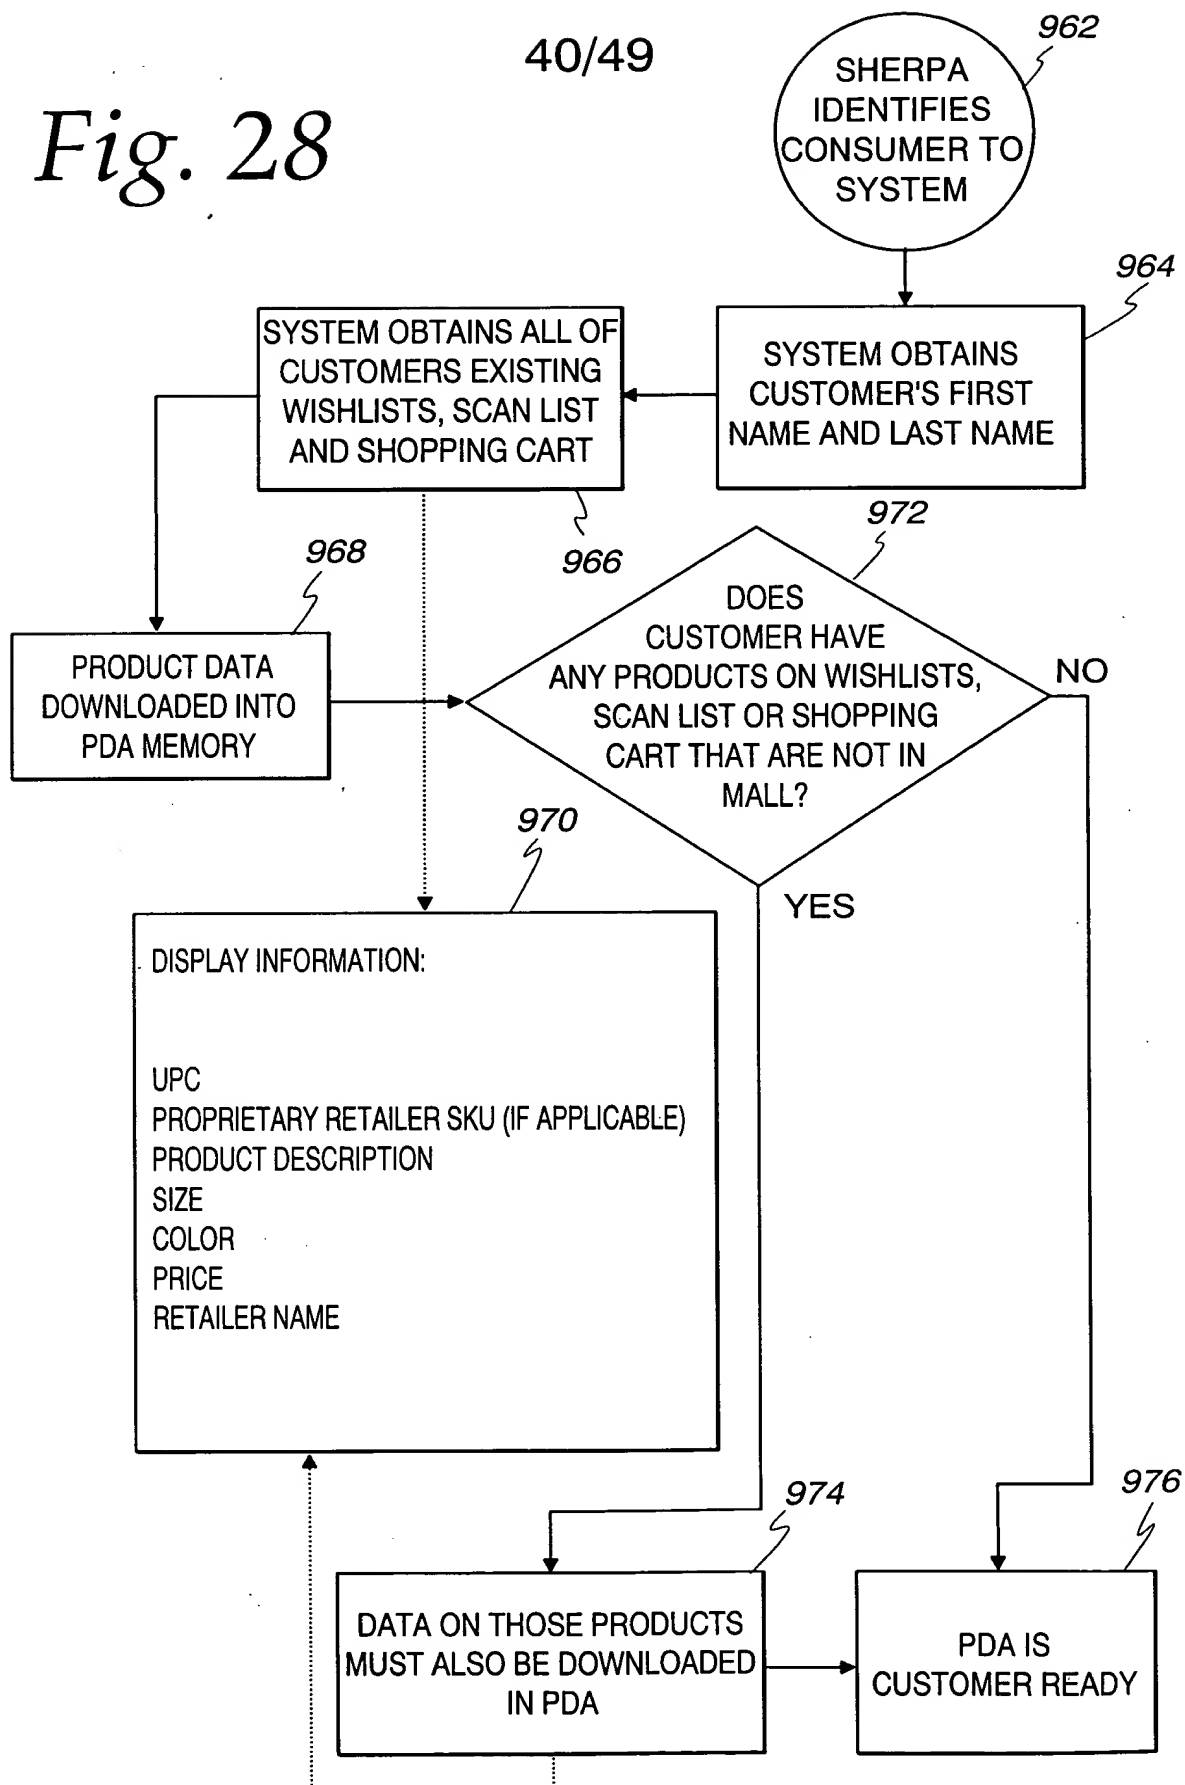 40/49
Fig. 28
962
SHERPA
IDENTIFIES
CONSUMER TO
SYSTEM
964
SYSTEM OBTAINS
CUSTOMER'S FIRST
NAME AND LAST NAME
SYSTEM OBTAINS ALL OF
CUSTOMERS EXISTING
WISHLISTS, SCAN LIST
AND SHOPPING CART
966
968
PRODUCT DATA
DOWNLOADED INTO
PDA MEMORY
972
DOES
CUSTOMER HAVE
ANY PRODUCTS ON WISHLISTS,
SCAN LIST OR SHOPPING
CART THAT ARE NOT IN
MALL?
NO
YES
970
DISPLAY INFORMATION:
UPC
PROPRIETARY RETAILER SKU (IF APPLICABLE)
PRODUCT DESCRIPTION
SIZE
COLOR
PRICE
RETAILER NAME
974
DATA ON THOSE PRODUCTS
MUST ALSO BE DOWNLOADED
IN PDA
976
PDA IS
CUSTOMER READY